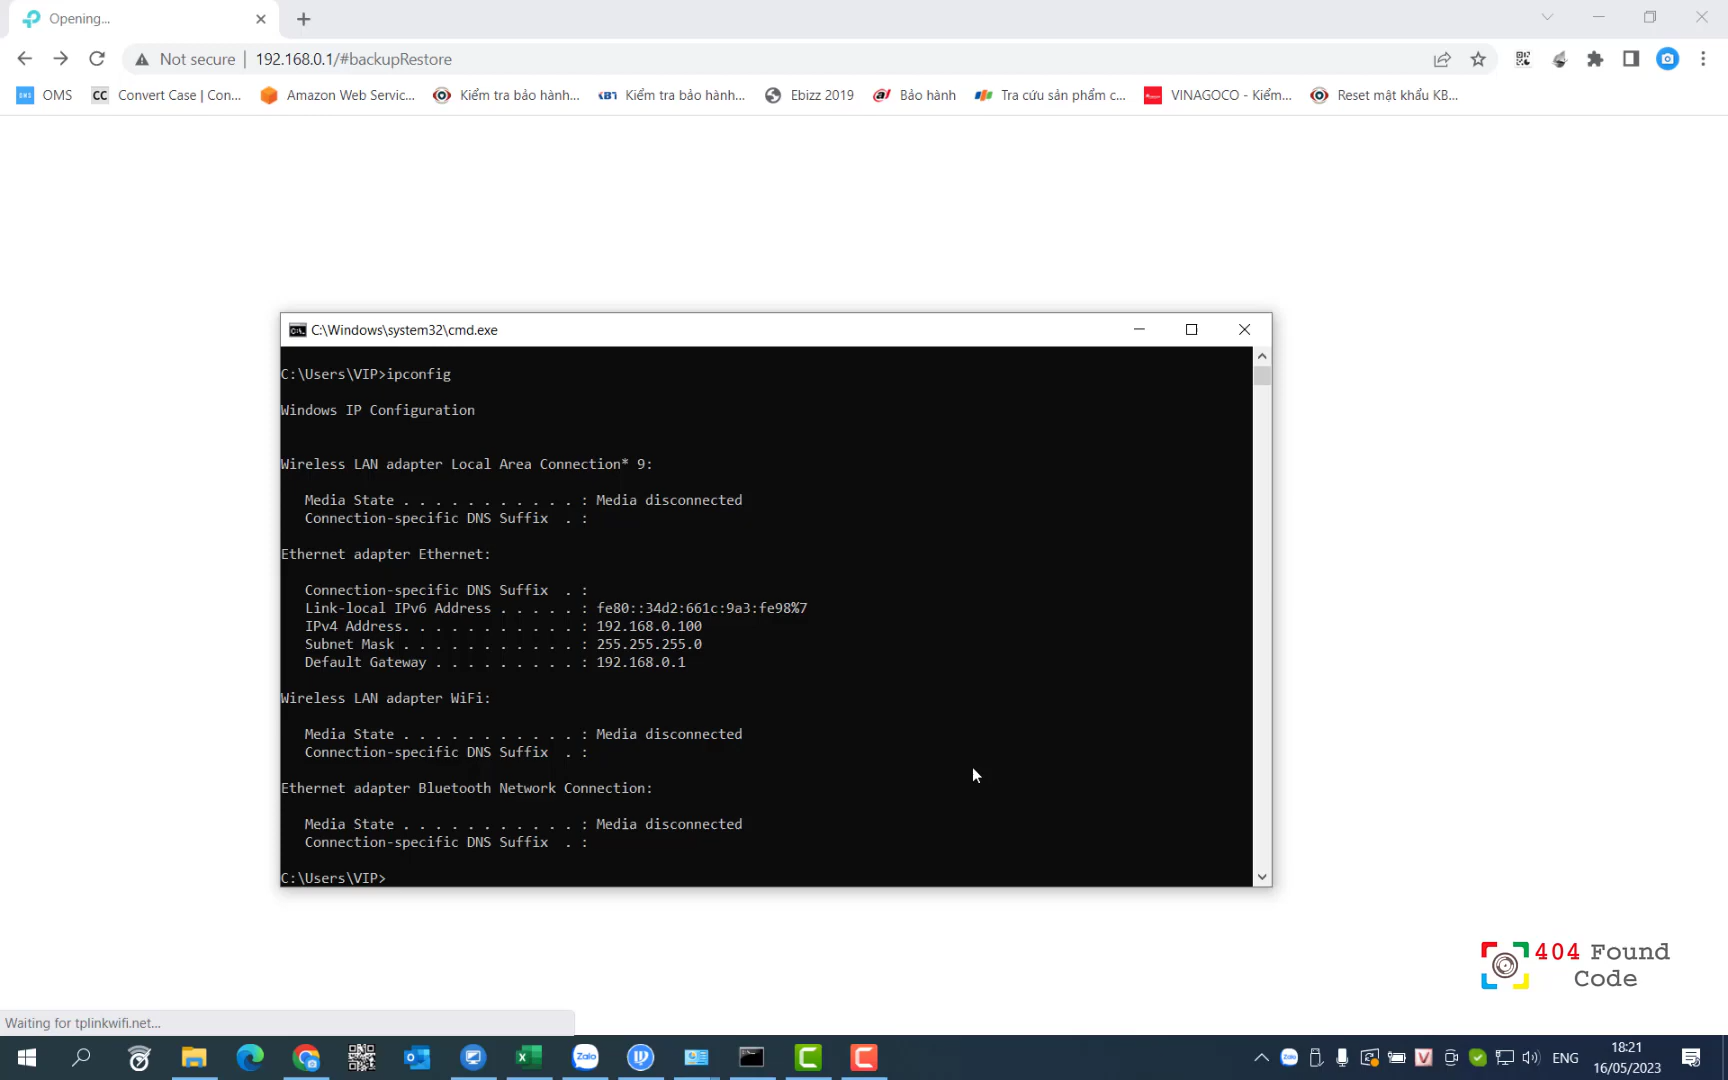 Opening...
Not secure
192.168.0.1/#backupRestore
OMS
CC
Convert Case | Con...
Amazon Web Servic...
Kiểm tra bảo hành...
Kiểm tra bảo hành...
Ebizz 2019
Bảo hành
Tra cứu sản phẩm c...
VINAGOCO - Kiểm...
Reset mật khẩu KB...
C:\Windows\system32\cmd.exe
C:\Users\VIP>ipconfig
Windows IP Configuration
Wireless LAN adapter Local Area Connection* 9:
Media State . . . . . . . . . . . : Media disconnected
Connection-specific DNS Suffix  . :
Ethernet adapter Ethernet:
Connection-specific DNS Suffix  . :
Link-local IPv6 Address . . . . . : fe80::34d2:661c:9a3:fe98%7
IPv4 Address. . . . . . . . . . . : 192.168.0.100
Subnet Mask . . . . . . . . . . . : 255.255.255.0
Default Gateway . . . . . . . . . : 192.168.0.1
Wireless LAN adapter WiFi:
Media State . . . . . . . . . . . : Media disconnected
Connection-specific DNS Suffix  . :
Ethernet adapter Bluetooth Network Connection:
Media State . . . . . . . . . . . : Media disconnected
Connection-specific DNS Suffix  . :
C:\Users\VIP>
404 Found
Code
Waiting for tplinkwifi.net...
Zalo
ENG
18:21
16/05/2023